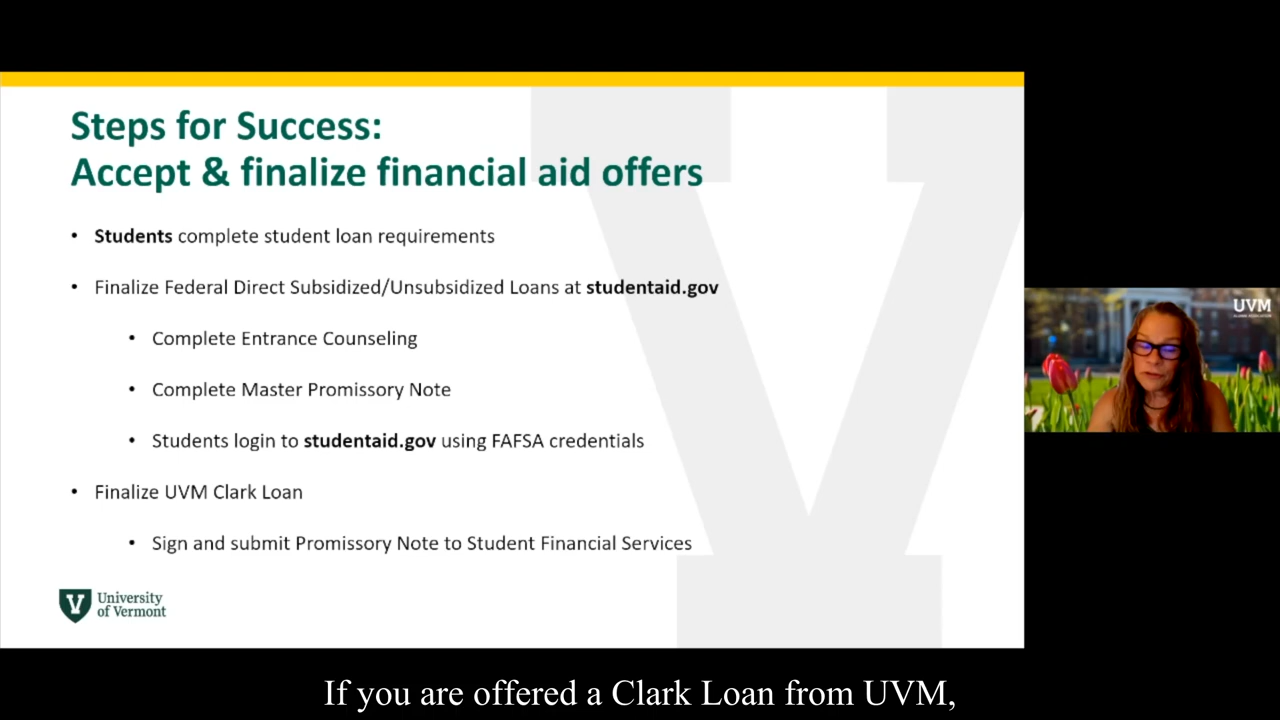 Steps for Success:
Accept & finalize financial aid offers
• Students complete student loan requirements
• Finalize Federal Direct Subsidized/Unsubsidized Loans at studentaid.gov
• Complete Entrance Counseling
• Complete Master Promissory Note
• Students login to studentaid.gov using FAFSA credentials
• Finalize UVM Clark Loan
• Sign and submit Promissory Note to Student Financial Services
V
University
of Vermont
UVM
If you are offered a Clark Loan from UVM,